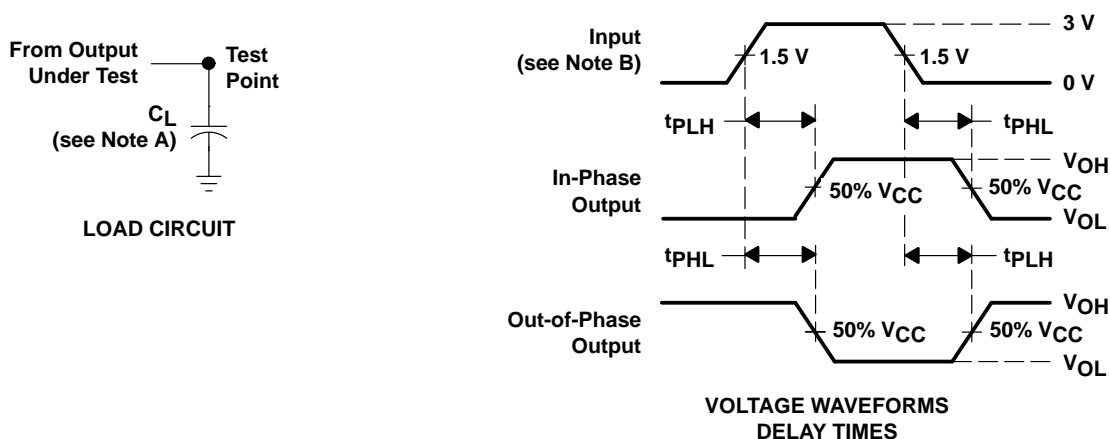 From Output
Under Test
Test
Point
CL
(see Note A)
LOAD CIRCUIT
Input
(see Note B)
1.5 V
1.5 V
3 V
0 V
tPLH
tPHL
In-Phase
Output
50% VCC
VOH
50% VCC
VOL
tPHL
tPLH
Out-of-Phase
Output
50% VCC
VOH
50% VCC
VOL
VOLTAGE WAVEFORMS
DELAY TIMES